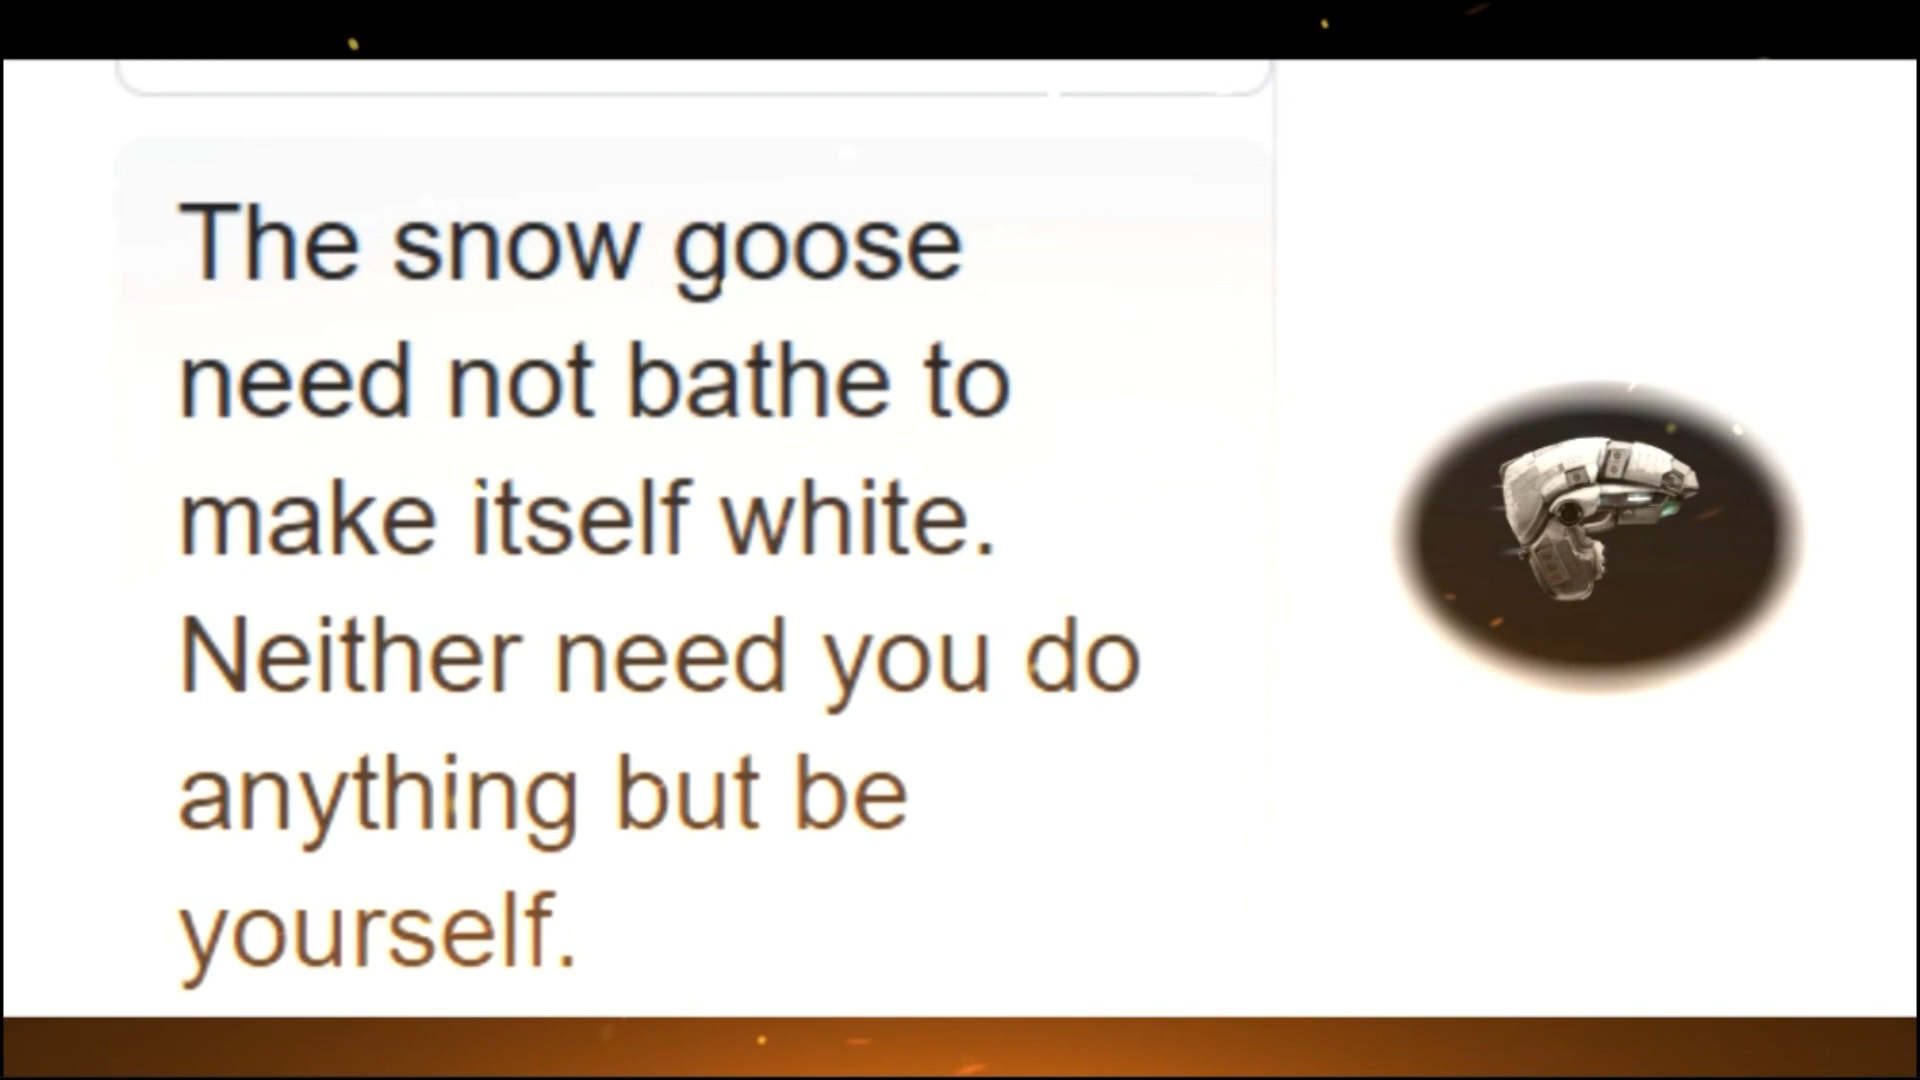 The snow goose
need not bathe to
make itself white.
Neither need you do
anything but be
yourself.